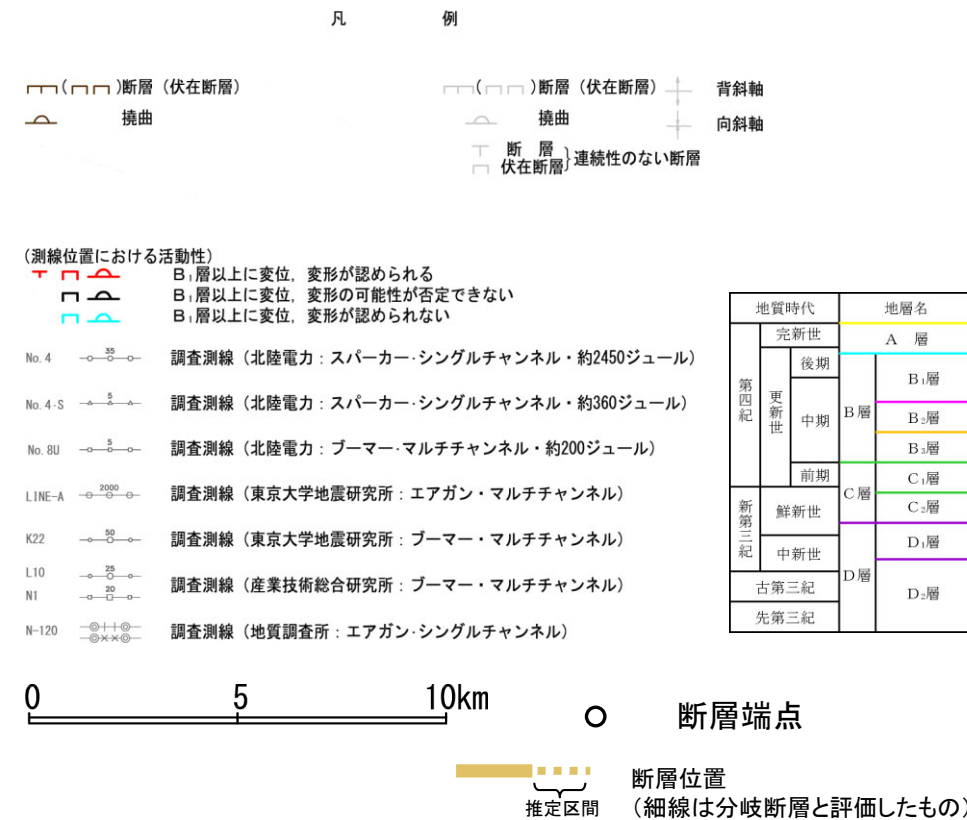 凡　例
( )断層（伏在断層）
撓曲
( )断層（伏在断層）
背斜軸
撓曲
向斜軸
断　層
伏在断層
}連続性のない断層
(測線位置における活動性)
B₁層以上に変位，変形が認められる
B₁層以上に変位，変形の可能性が否定できない
B₁層以上に変位，変形が認められない
No. 4 35 調査測線（北陸電力：スパーカー・シングルチャンネル・約2450ジュール）
No. 4・S 5 調査測線（北陸電力：スパーカー・シングルチャンネル・約360ジュール）
No. 8U 5 調査測線（北陸電力：ブーマー・マルチチャンネル・約200ジュール）
LINE-A 2000 調査測線（東京大学地震研究所：エアガン・マルチチャンネル）
K22 50 調査測線（東京大学地震研究所：ブーマー・マルチチャンネル）
L10 25
N1 20
調査測線（産業技術総合研究所：ブーマー・マルチチャンネル）
N-120 調査測線（地質調査所：エアガン・シングルチャンネル）
地質時代 地層名
第四紀 完新世 A　層
更新世 後期 B層 B₁層
中期 B₂層
B₃層
前期 C層 C₁層
新第三紀 鮮新世 C₂層
中新世 D層 D₁層
古第三紀 D₂層
先第三紀
0 5 10km
断層端点
断層位置
推定区間 （細線は分岐断層と評価したもの）